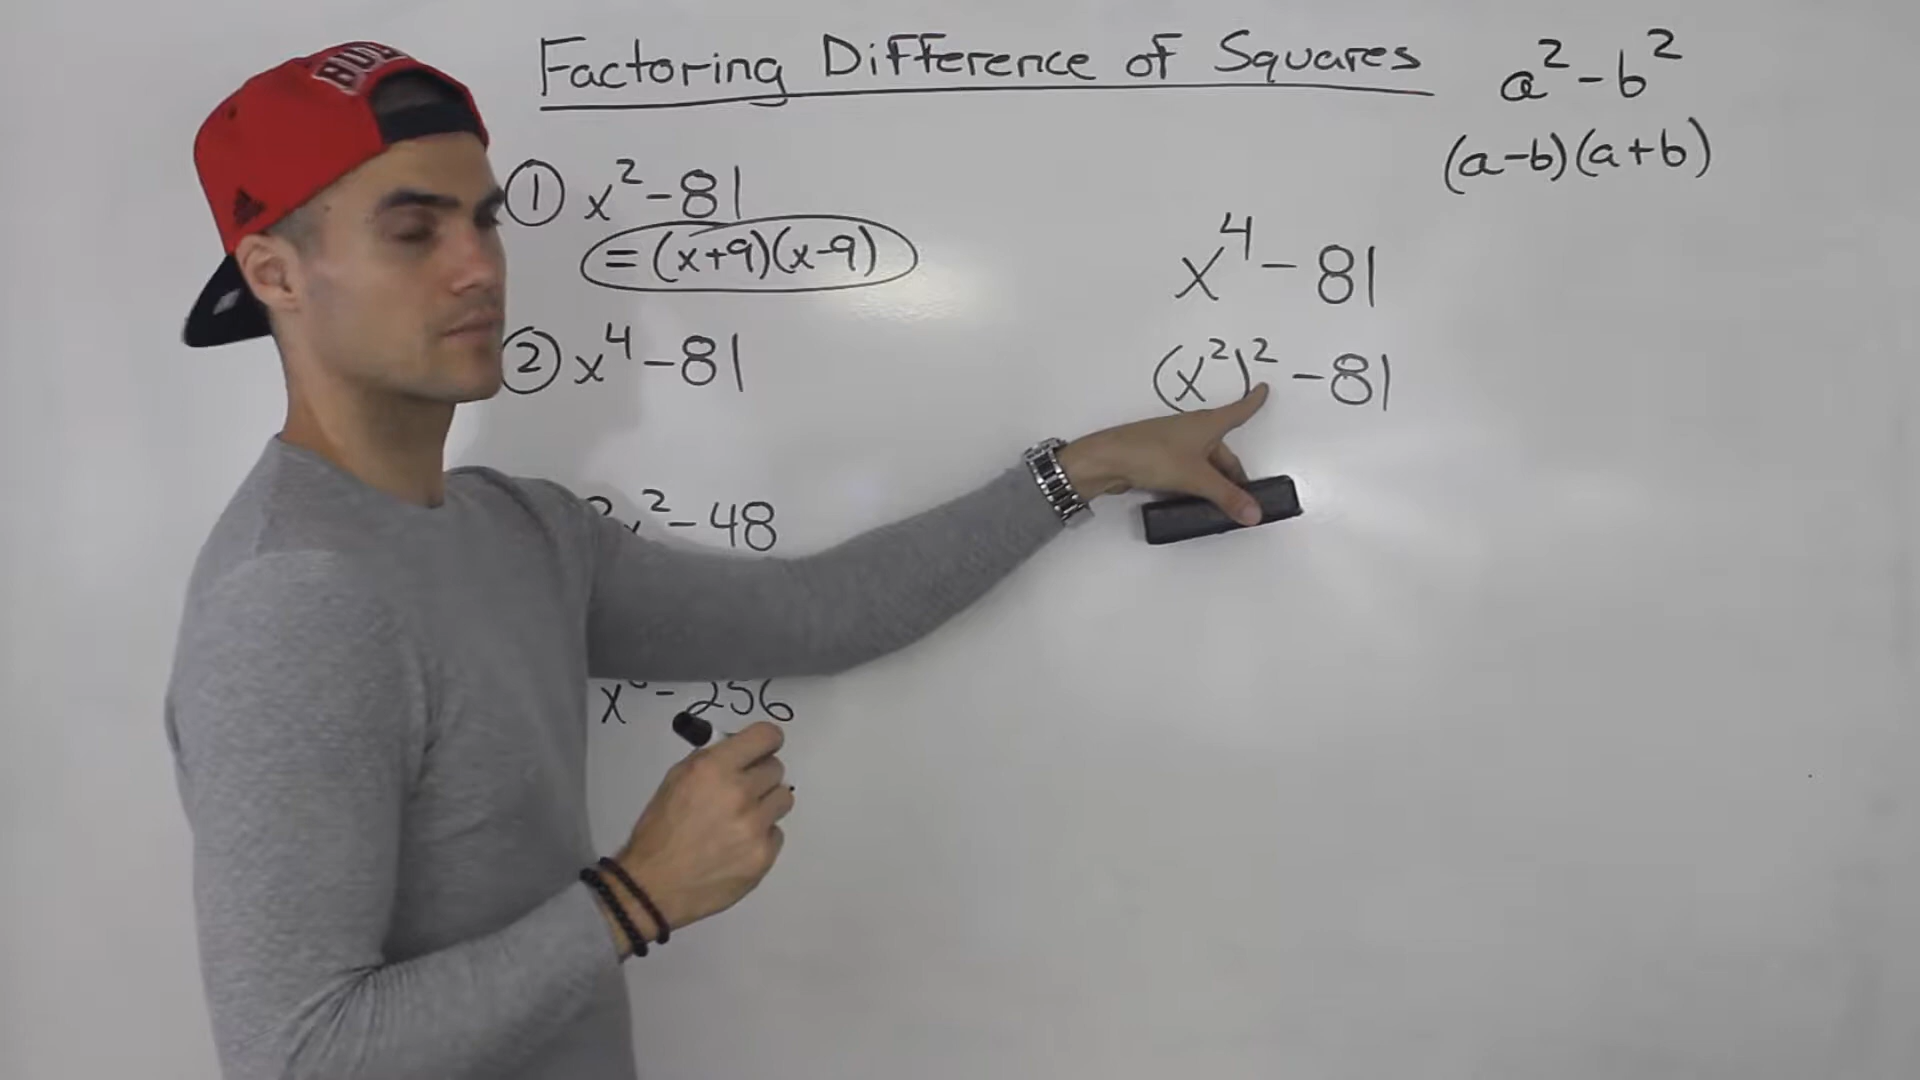 Factoring Difference of Squares
a² - b²
(a-b)(a+b)
① x² - 81
= (x+9)(x-9)
② x⁴ - 81
x² - 48
x - 256
x⁴ - 81
(x²)² - 81